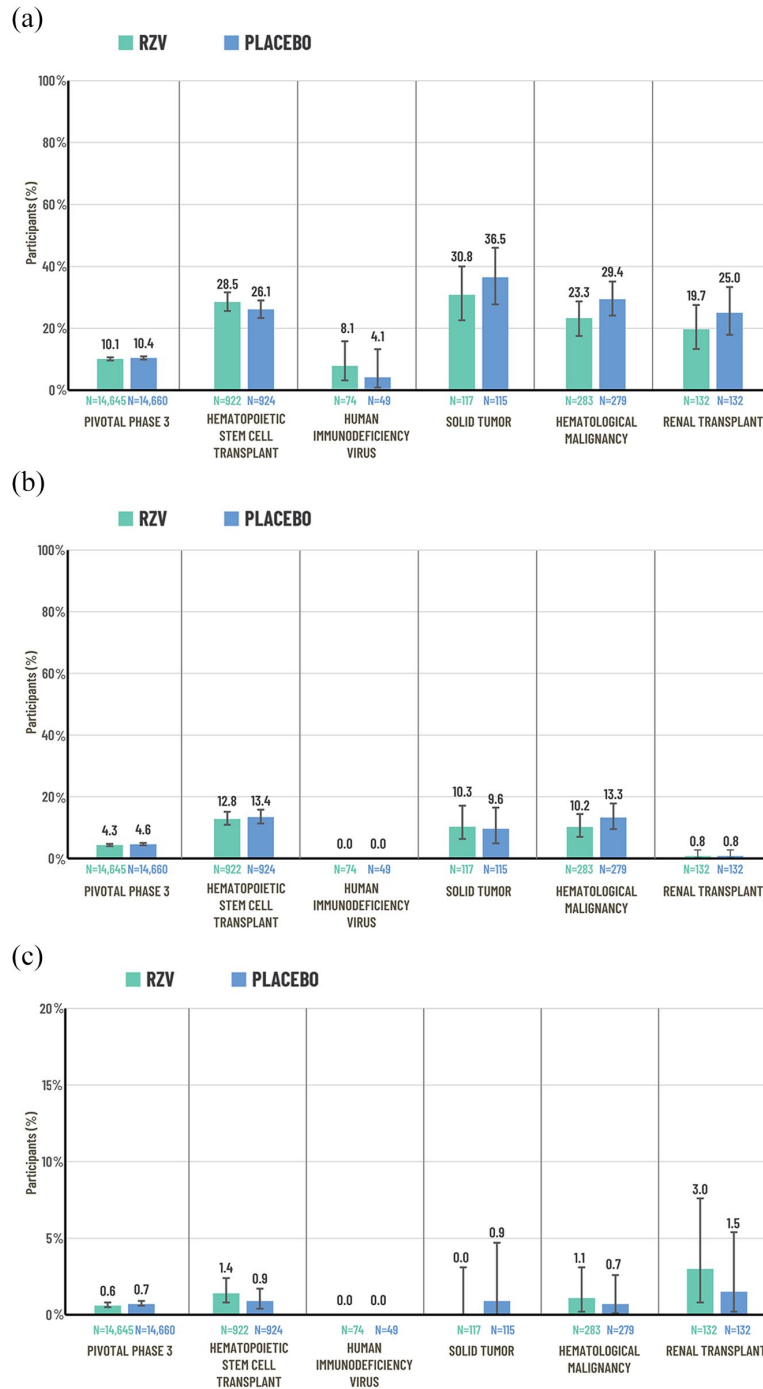 (a)
RZV PLACEBO
100%
80%
60%
40%
20%
0%
Participants (%)
10.1 10.4 28.5 26.1 8.1 4.1 30.8 36.5 23.3 29.4 19.7 25.0
N=14,645 N=14,660 N=922 N=924 N=74 N=49 N=117 N=115 N=283 N=279 N=132 N=132
PIVOTAL PHASE 3
HEMATOPOIETIC
STEM CELL
TRANSPLANT
HUMAN
IMMUNODEFICIENCY
VIRUS
SOLID TUMOR
HEMATOLOGICAL
MALIGNANCY
RENAL TRANSPLANT
(b)
RZV PLACEBO
100%
80%
60%
40%
20%
0%
Participants (%)
4.3 4.6 12.8 13.4 0.0 0.0 10.3 9.6 10.2 13.3 0.8 0.8
N=14,645 N=14,660 N=922 N=924 N=74 N=49 N=117 N=115 N=283 N=279 N=132 N=132
PIVOTAL PHASE 3
HEMATOPOIETIC
STEM CELL
TRANSPLANT
HUMAN
IMMUNODEFICIENCY
VIRUS
SOLID TUMOR
HEMATOLOGICAL
MALIGNANCY
RENAL TRANSPLANT
(c)
RZV PLACEBO
20%
15%
10%
5%
0%
Participants (%)
0.6 0.7 1.4 0.9 0.0 0.0 0.0 0.9 1.1 0.7 3.0 1.5
N=14,645 N=14,660 N=922 N=924 N=74 N=49 N=117 N=115 N=283 N=279 N=132 N=132
PIVOTAL PHASE 3
HEMATOPOIETIC
STEM CELL
TRANSPLANT
HUMAN
IMMUNODEFICIENCY
VIRUS
SOLID TUMOR
HEMATOLOGICAL
MALIGNANCY
RENAL TRANSPLANT